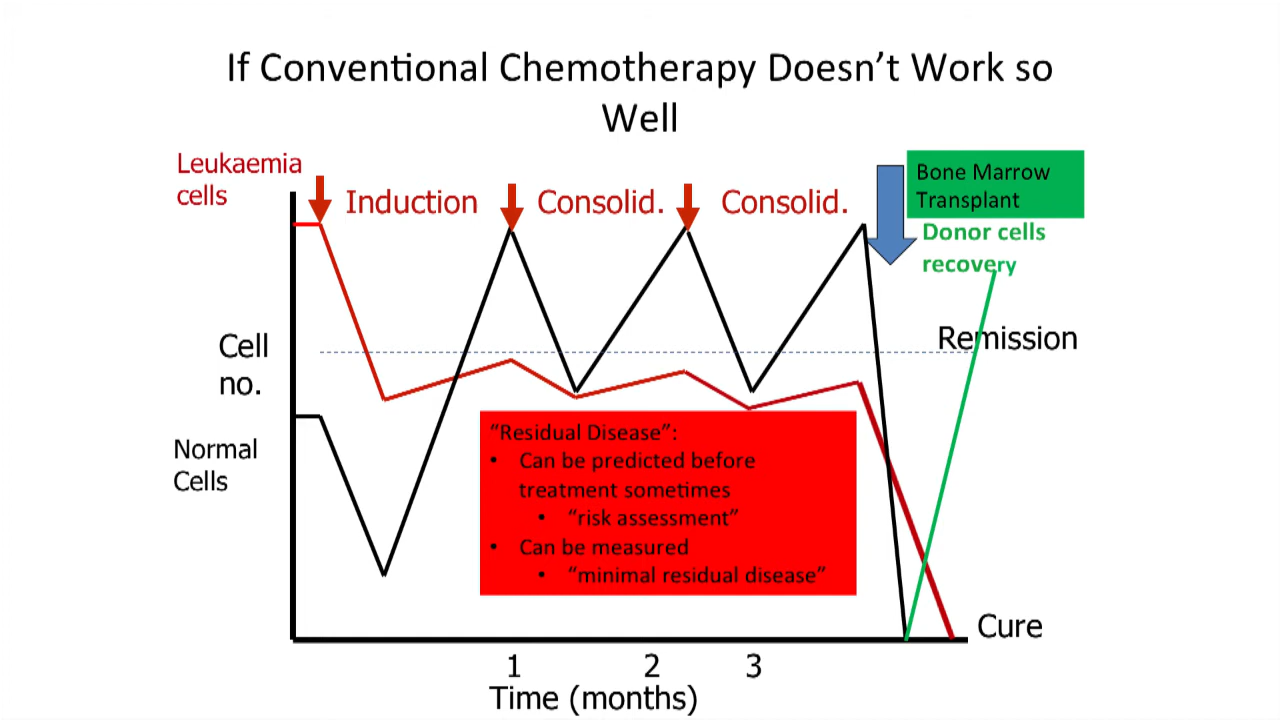 If Conventional Chemotherapy Doesn’t Work so
Well
Leukaemia
cells
Induction
Consolid.
Consolid.
Bone Marrow
Transplant
Donor cells
recovery
Cell
no.
Remission
Normal
Cells
“Residual Disease”:
• Can be predicted before
treatment sometimes
• “risk assessment”
• Can be measured
• “minimal residual disease”
Cure
1 2 3
Time (months)